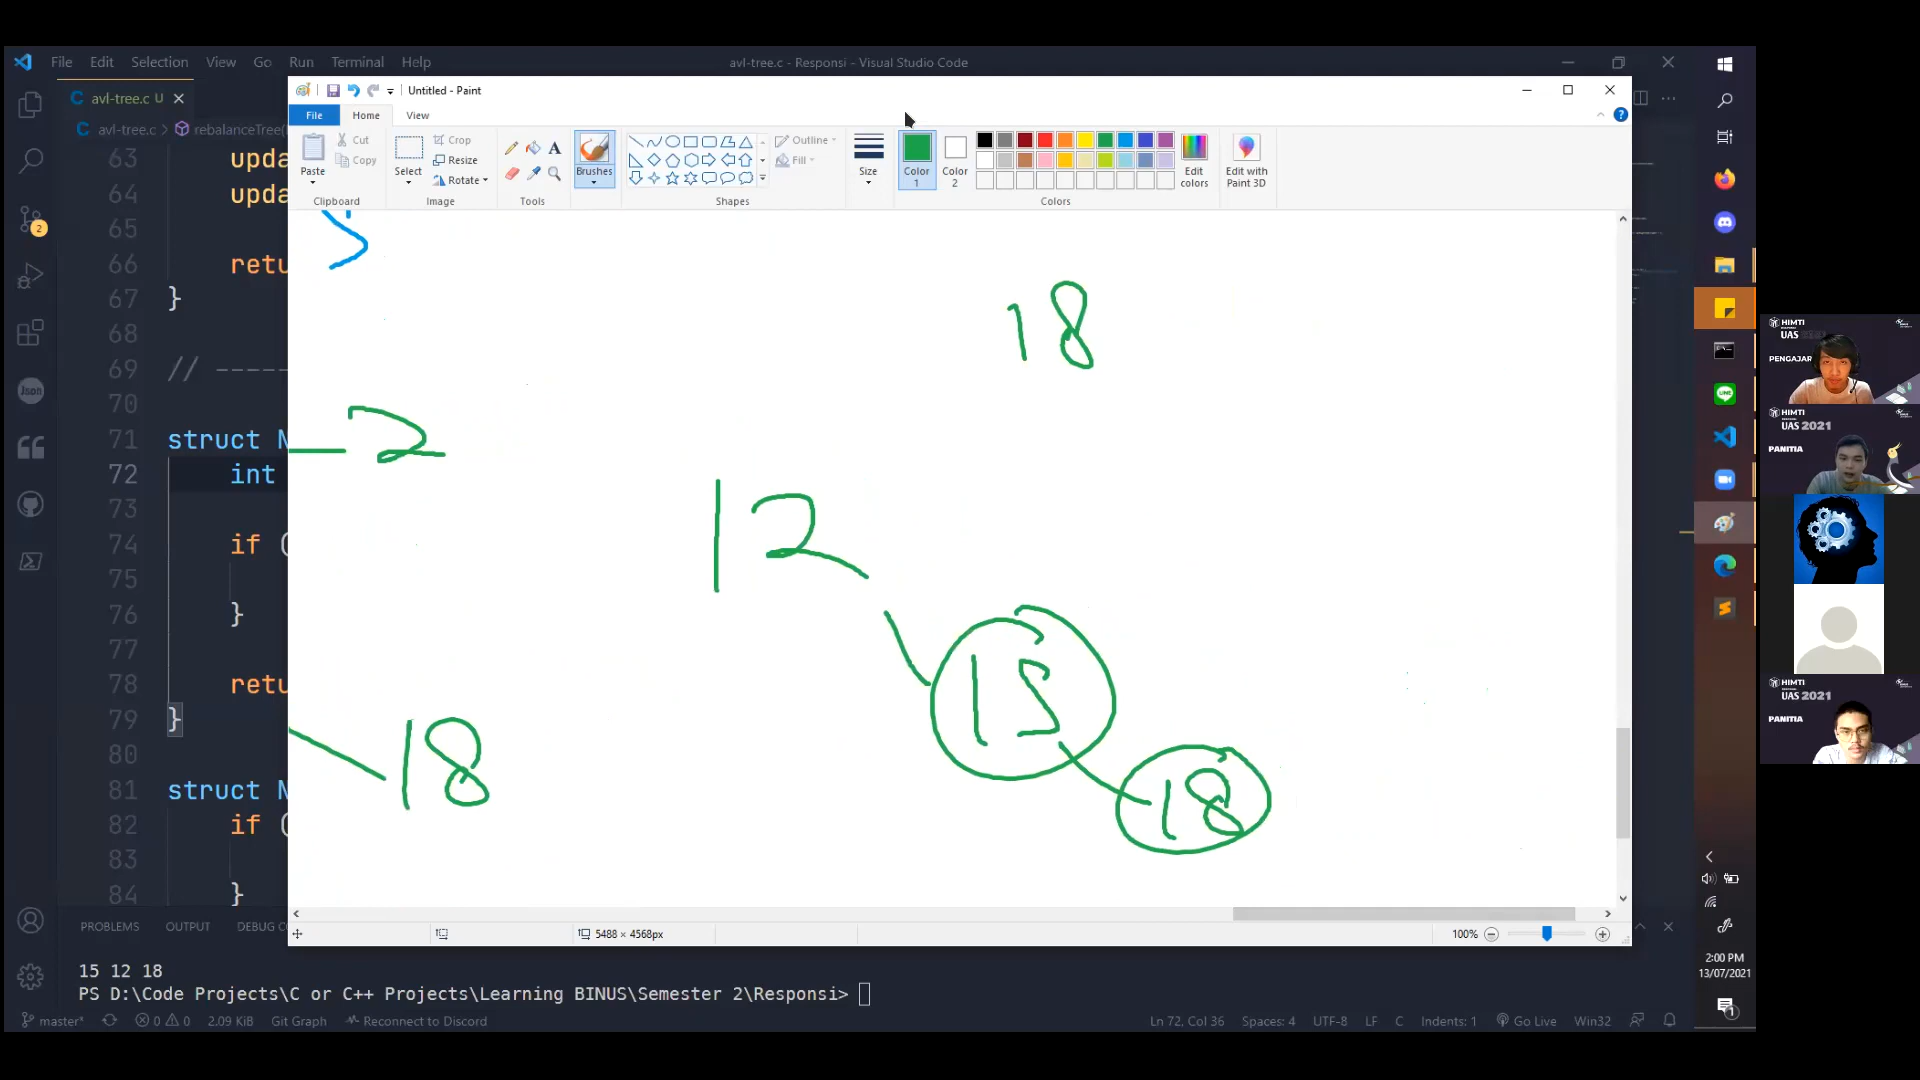 File Edit Selection View Go Run Terminal Help
avl-tree.c - Responsi - Visual Studio Code
avl-tree.c U
avl-tree.c > rebalanceTree(
Untitled - Paint
File Home View
Paste
Cut
Copy
Clipboard
Select
Crop
Resize
Rotate
Image
Tools
Brushes
Shapes
Outline
Fill
Size
Color 1
Color 2
Colors
Edit colors
Edit with Paint 3D
63 upda
64 upda
65
66 retu
67 }
68
69 // ----
70
71 struct N
72 int
73
74 if (
75
76 }
77
78 retu
79 }
80
81 struct N
82 if (
83
84 }
18
2
12
15
18
18
5488 × 4568px
100%
PROBLEMS OUTPUT DEBUG C
15 12 18
PS D:\Code Projects\C or C++ Projects\Learning BINUS\Semester 2\Responsi>
master* 0 0 2.09 KiB Git Graph Reconnect to Discord
Ln 72, Col 36 Spaces: 4 UTF-8 LF C Indents: 1 Go Live Win32
2
Json
LINE
2:00 PM
13/07/2021
1
HIMTI
UAS
PENGAJAR
HIMTI
UAS 2021
PANITIA
HIMTI
UAS 2021
PANITIA